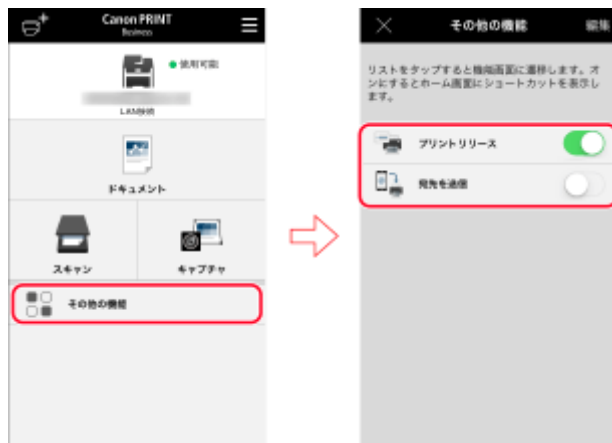 Canon PRINT
Business
使用可能
LAN接続
ドキュメント
スキャン
キャプチャ
その他の機能
その他の機能
編集
リストをタップすると機能画面に遷移します。オ
ンにするとホーム画面にショートカットを表示し
ます。
プリントリリース
宛先を送信